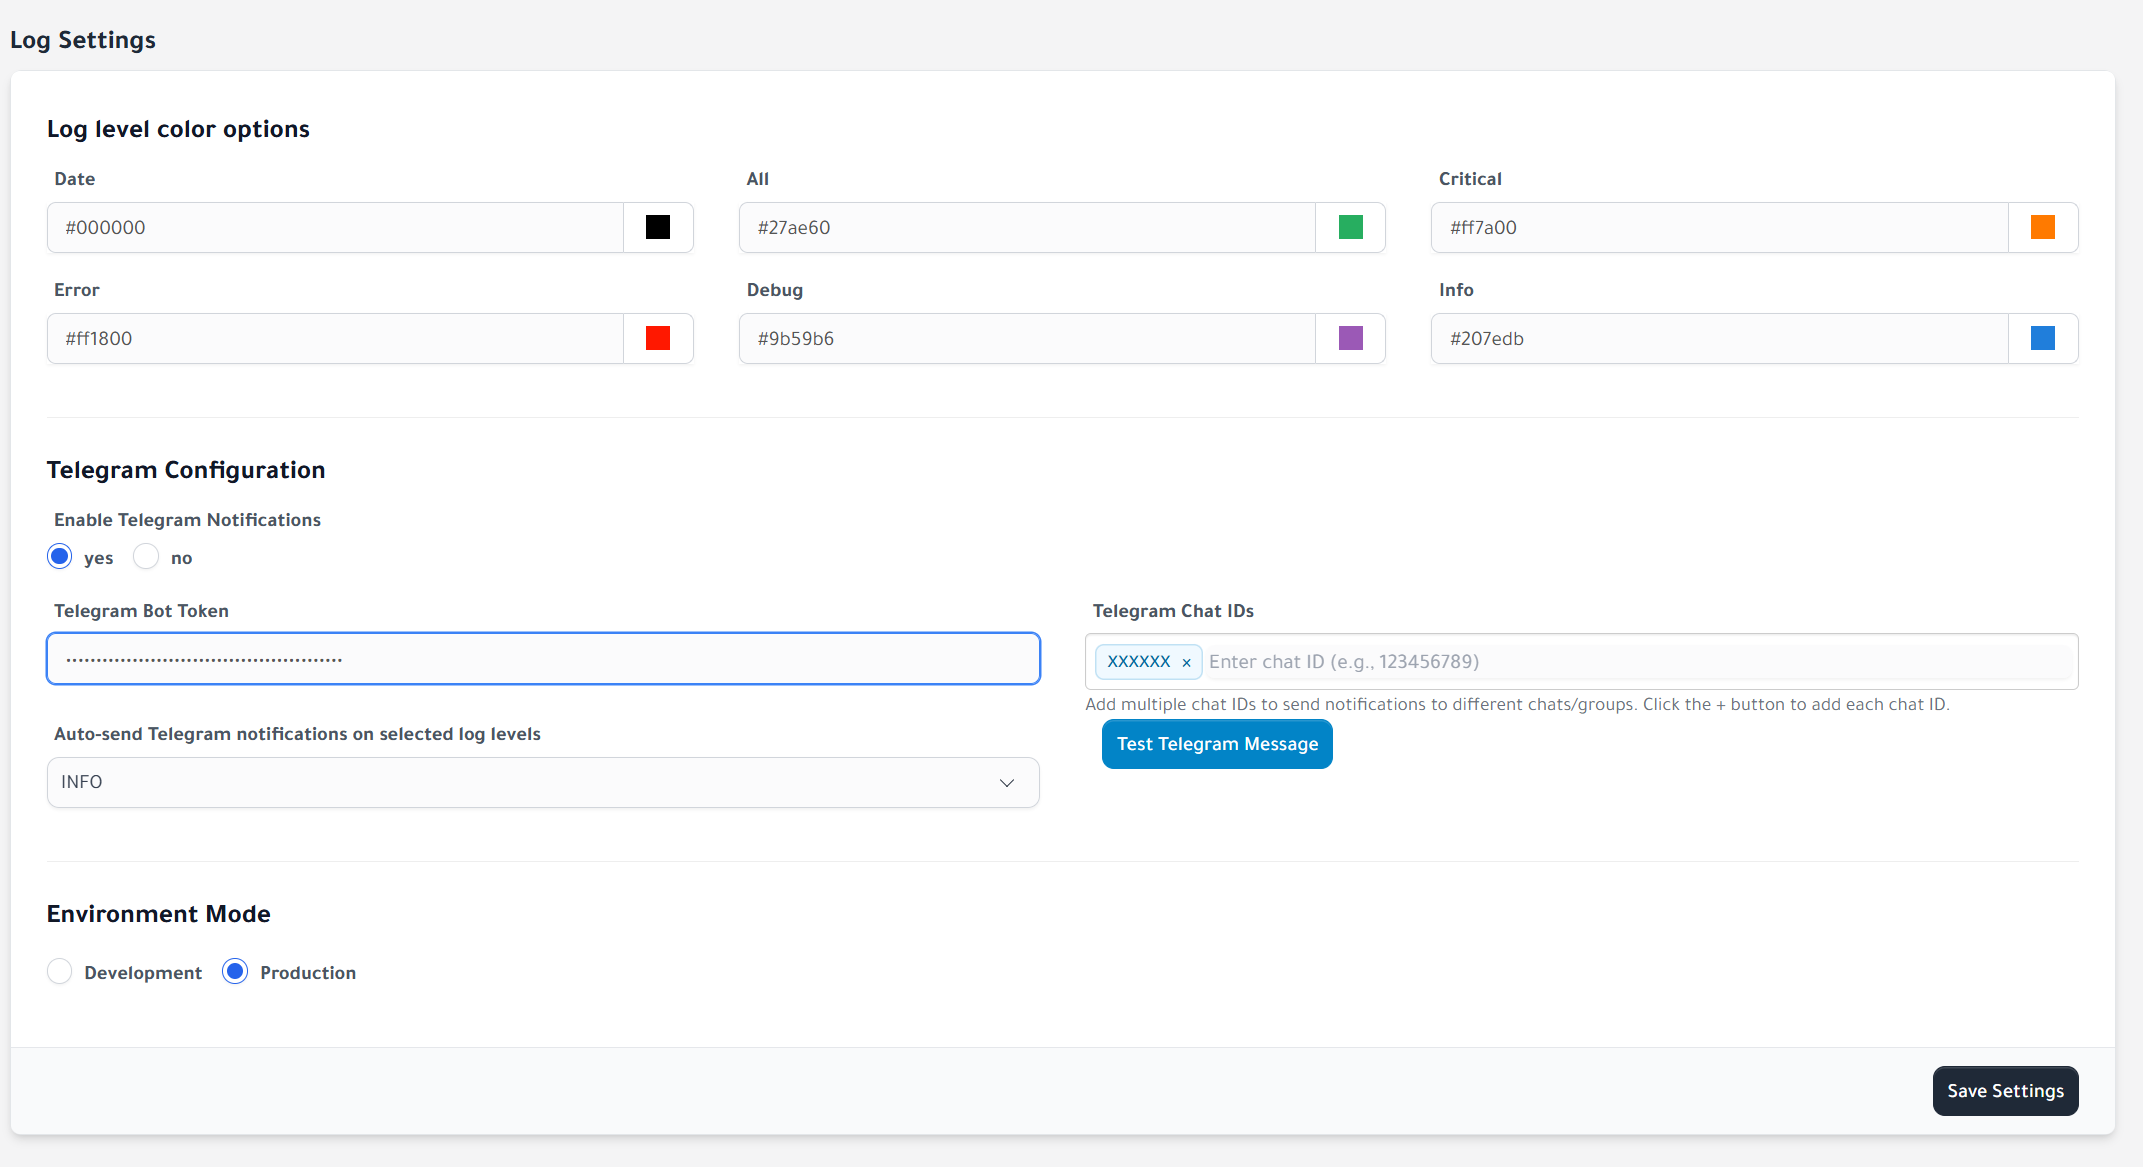 Log Settings
Log level color options
Date
All
Critical
#000000
#27ae60
#ff7a00
Error
Debug
Info
#ff1800
#9b59b6
#207edb
Telegram Configuration
Enable Telegram Notifications
yes
no
Telegram Bot Token
Telegram Chat IDs
XXXXXX ×
Enter chat ID (e.g., 123456789)
Add multiple chat IDs to send notifications to different chats/groups. Click the + button to add each chat ID.
Auto-send Telegram notifications on selected log levels
Test Telegram Message
INFO
Environment Mode
Development
Production
Save Settings